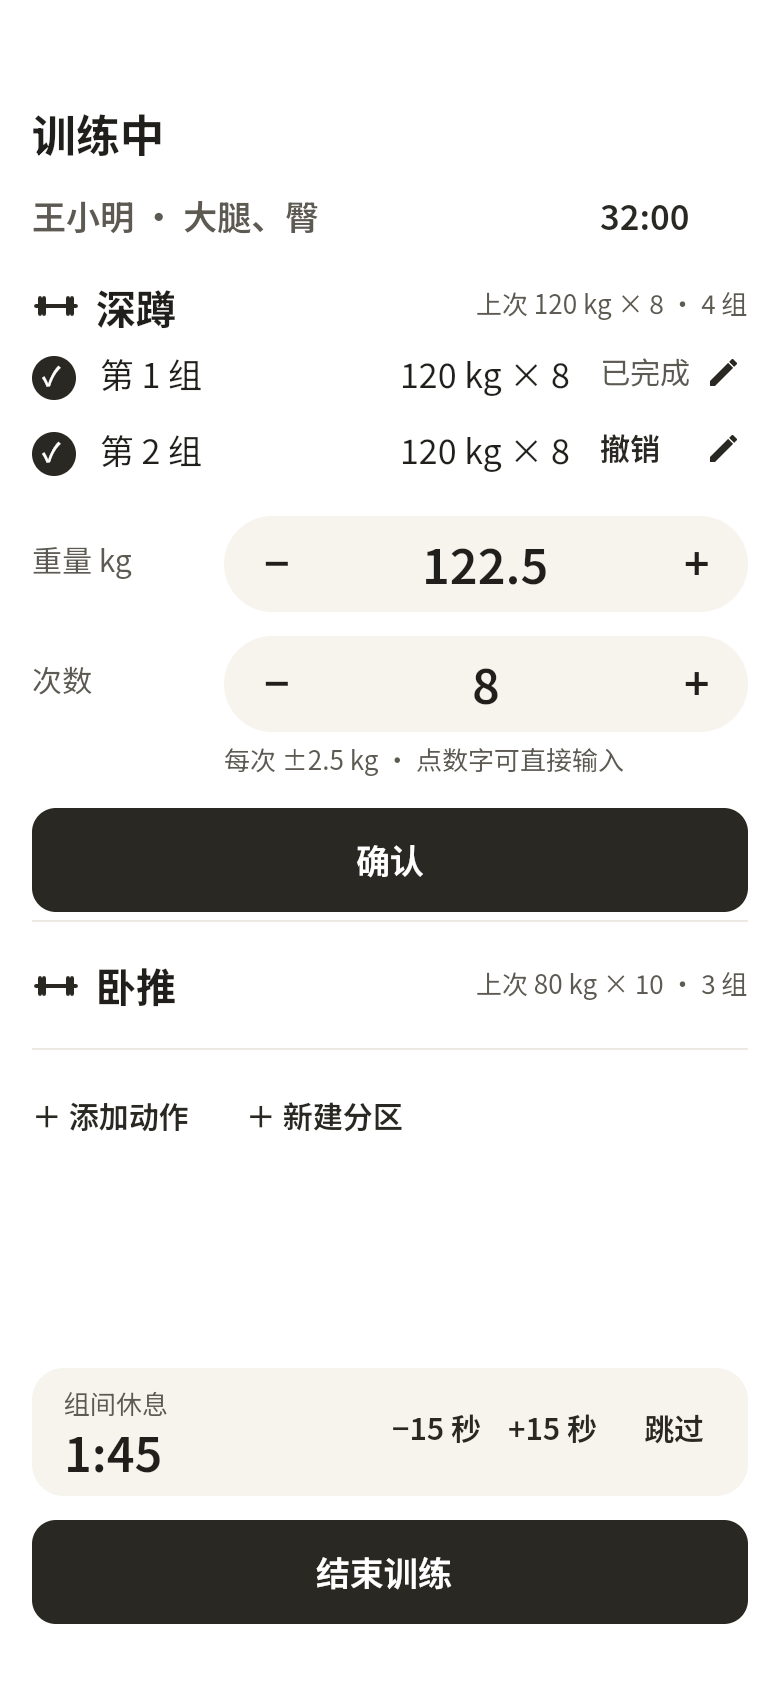 训练中
王小明 · 大腿、臀 32:00
深蹲 上次 120 kg × 8 · 4 组
✓ 第 1 组 120 kg × 8 已完成
✓ 第 2 组 120 kg × 8 撤销
重量 kg − 122.5 +
次数 − 8 +
每次 ±2.5 kg · 点数字可直接输入
确认
卧推 上次 80 kg × 10 · 3 组
＋ 添加动作 ＋ 新建分区
组间休息
1:45 −15 秒 +15 秒 跳过
结束训练